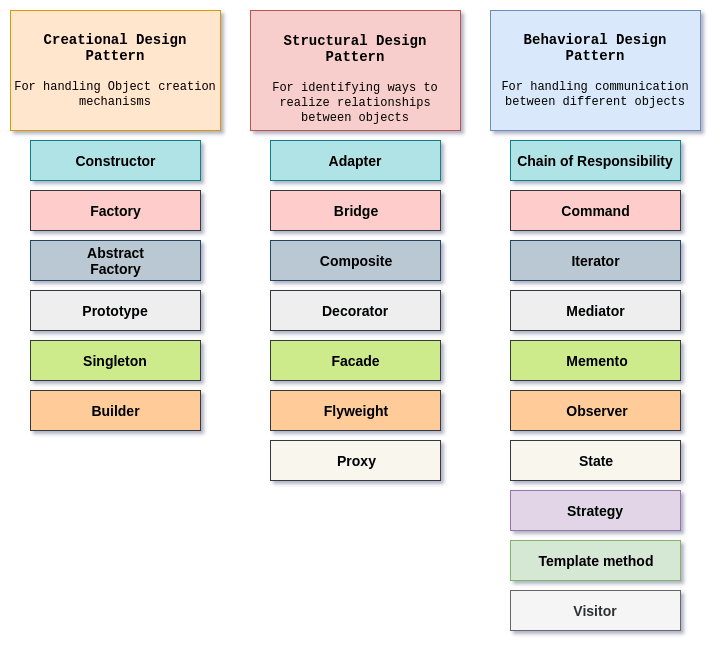 Creational Design
Pattern
For handling Object creation
mechanisms
Constructor
Factory
Abstract
Factory
Prototype
Singleton
Builder
Structural Design
Pattern
For identifying ways to
realize relationships
between objects
Adapter
Bridge
Composite
Decorator
Facade
Flyweight
Proxy
Behavioral Design
Pattern
For handling communication
between different objects
Chain of Responsibility
Command
Iterator
Mediator
Memento
Observer
State
Strategy
Template method
Visitor